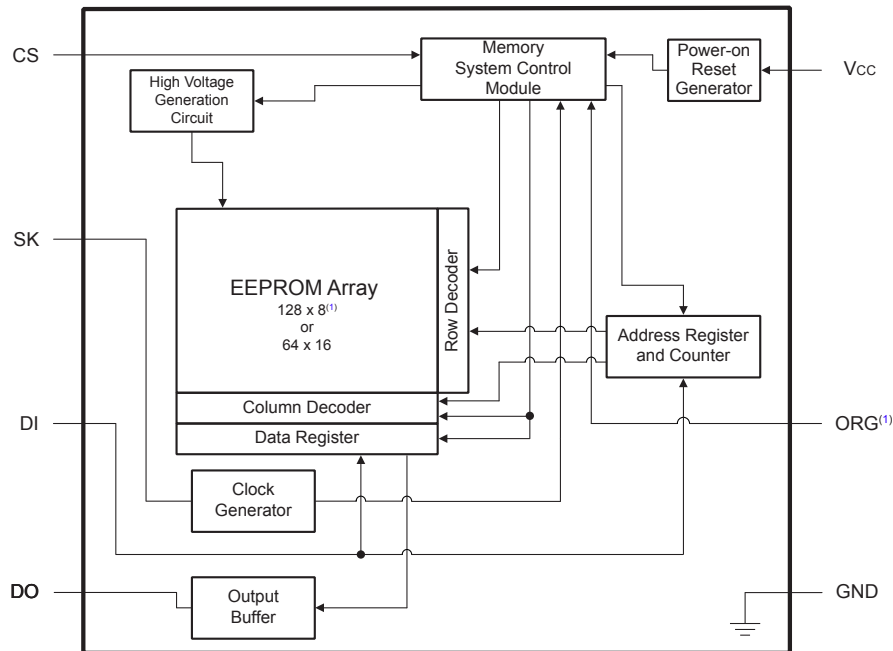 CS
Memory
System Control
Module
Power-on
Reset
Generator
VCC
High Voltage
Generation
Circuit
SK
EEPROM Array
128 x 8(1)
or
64 x 16
Row Decoder
Address Register
and Counter
Column Decoder
DI
Data Register
ORG(1)
Clock
Generator
DO
Output
Buffer
GND